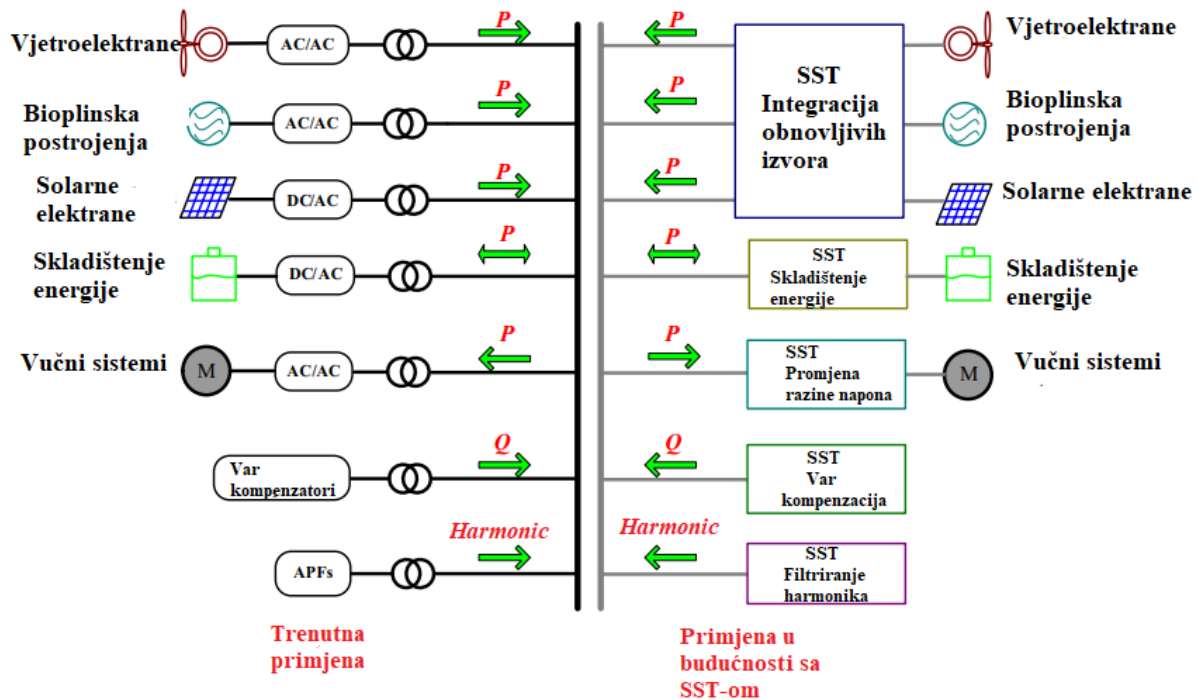 Vjetroelektrane
AC/AC
P
Bioplinska
postrojenja
AC/AC
P
Solarne
elektrane
DC/AC
P
Skladištenje
energije
DC/AC
P
Vučni sistemi
M
AC/AC
P
Var
kompenzatori
Q
APFs
Harmonic
Trenutna
primjena
P
P
P
SST
Integracija
obnovljivih
izvora
Vjetroelektrane
Bioplinska
postrojenja
Solarne elektrane
P
SST
Skladištenje
energije
Skladištenje
energije
P
SST
Promjena
razine napona
M
Vučni sistemi
Q
SST
Var
kompenzacija
Harmonic
SST
Filtriranje
harmonika
Primjena u
budućnosti sa
SST-om